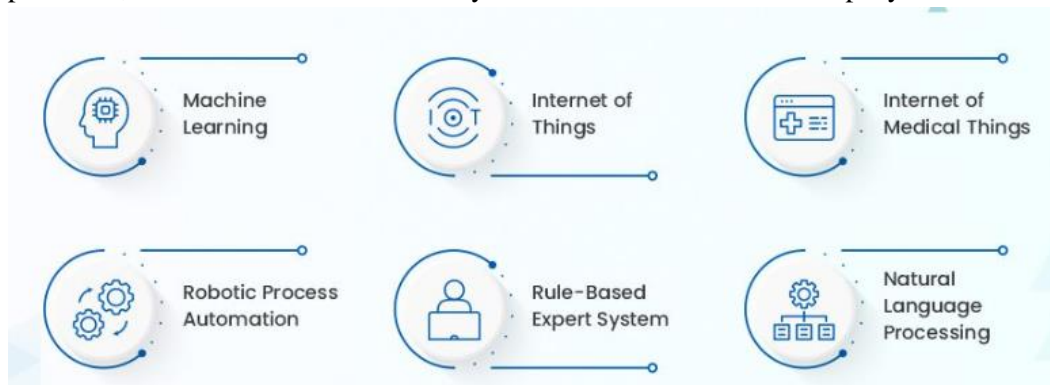 Machine
Learning
I T
Internet of
Things
Internet of
Medical Things
Robotic Process
Automation
Rule-Based
Expert System
Natural
Language
Processing